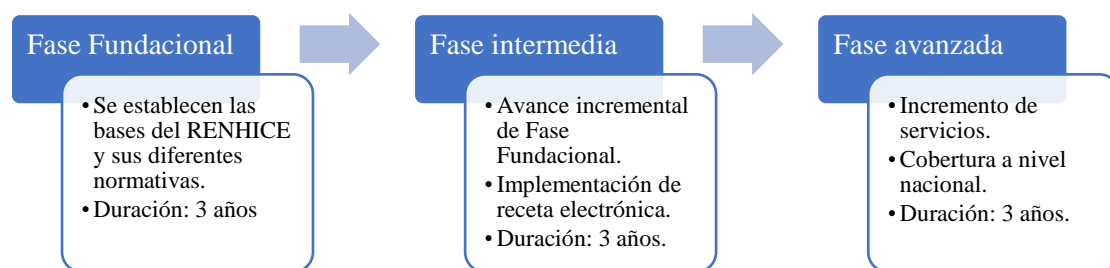 Fase Fundacional
• Se establecen las
bases del RENHICE
y sus diferentes
normativas.
• Duración: 3 años
Fase intermedia
• Avance incremental
de Fase
Fundacional.
• Implementación de
receta electrónica.
• Duración: 3 años.
Fase avanzada
• Incremento de
servicios.
• Cobertura a nivel
nacional.
• Duración: 3 años.